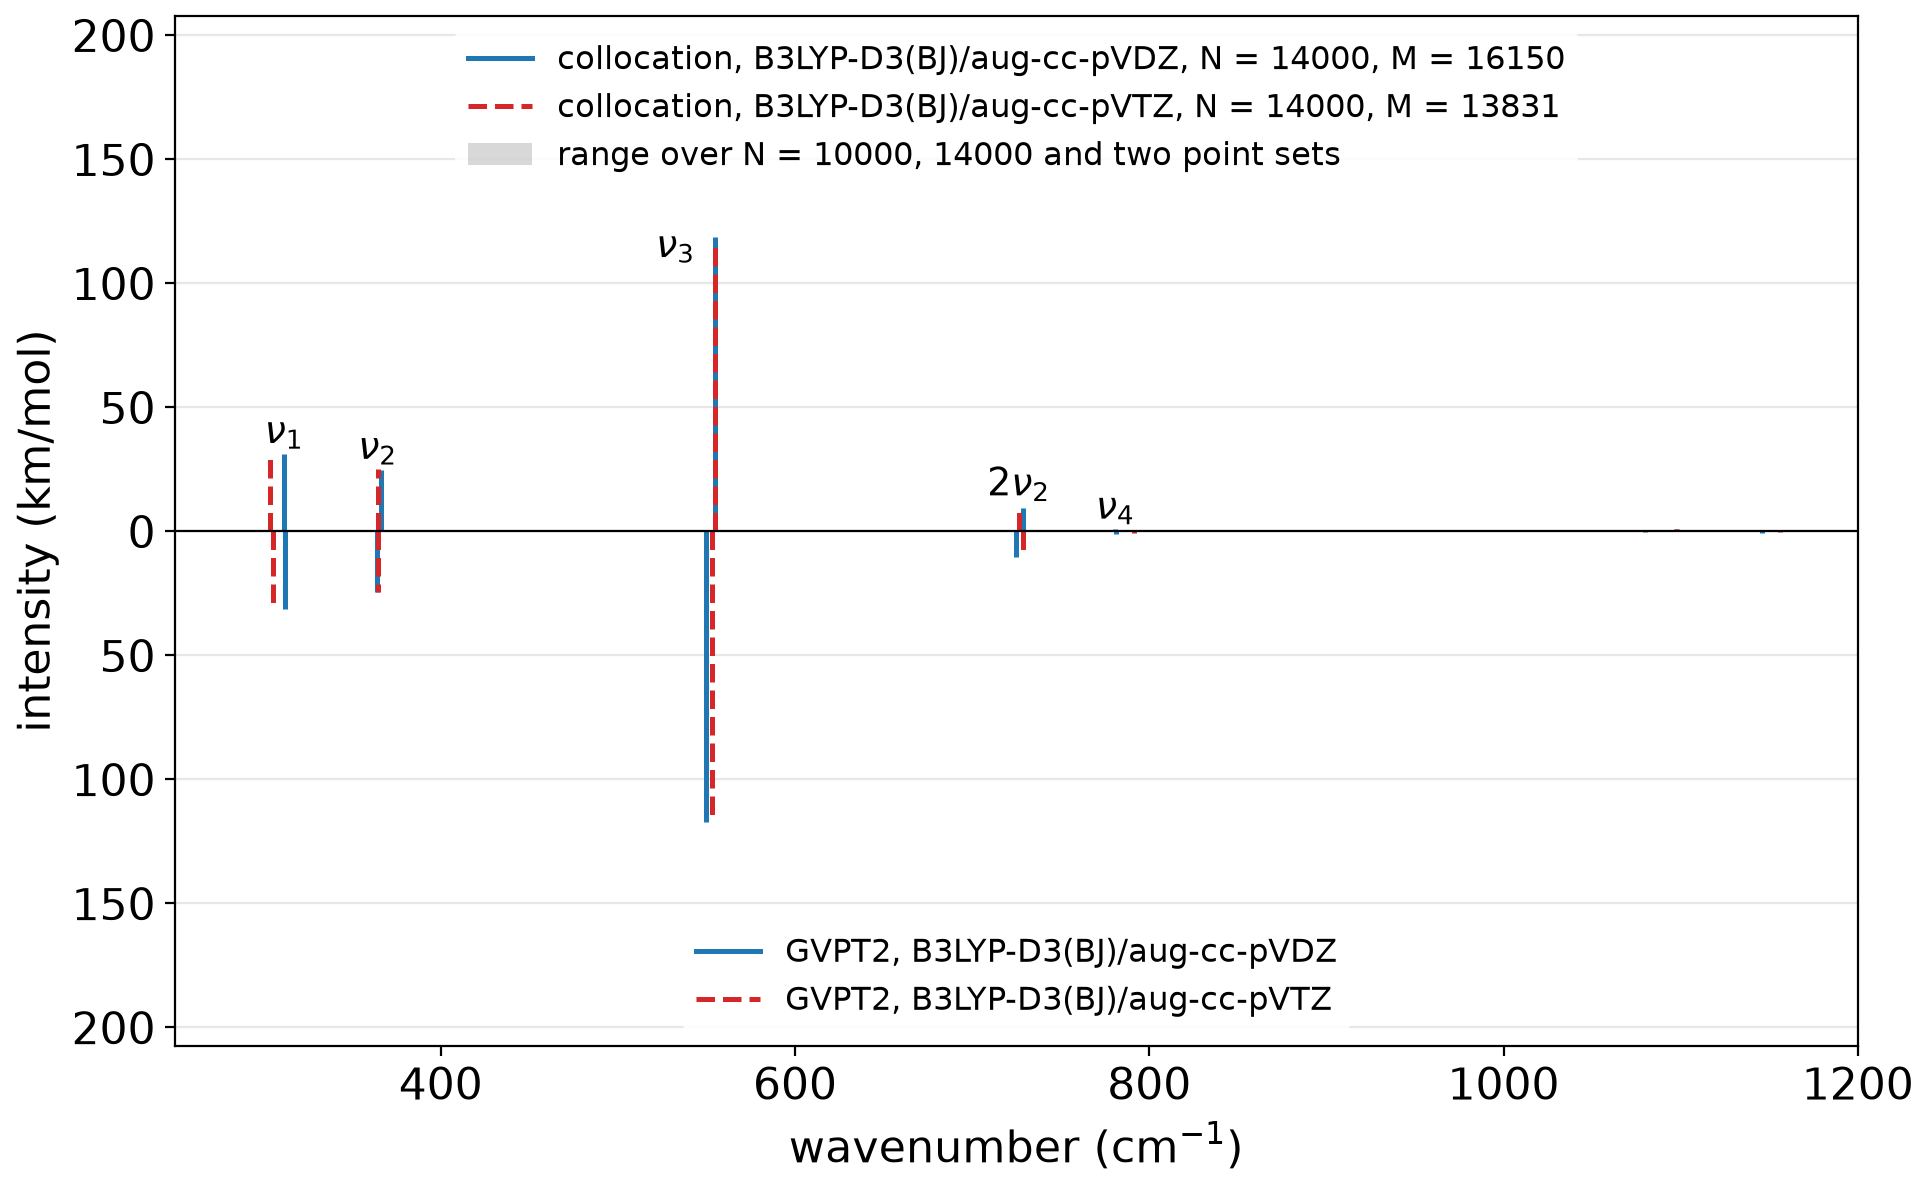 200
collocation, B3LYP-D3(BJ)/aug-cc-pVDZ, N = 14000, M = 16150
collocation, B3LYP-D3(BJ)/aug-cc-pVTZ, N = 14000, M = 13831
150
range over N = 10000, 14000 and two point sets
ν₃
100
50
ν₁
ν₂
2ν₂
ν₄
0
intensity (km/mol)
50
100
150
GVPT2, B3LYP-D3(BJ)/aug-cc-pVDZ
GVPT2, B3LYP-D3(BJ)/aug-cc-pVTZ
200
400 600 800 1000 1200
wavenumber (cm⁻¹)